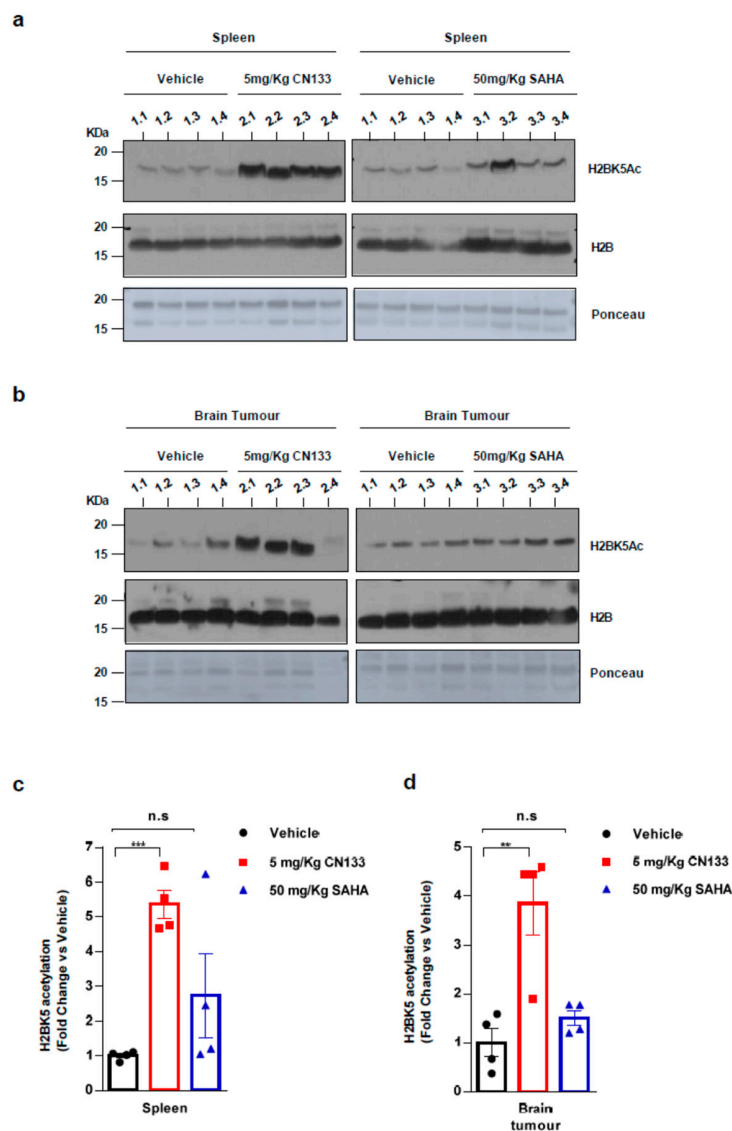 a
Spleen Spleen
Vehicle 5mg/Kg CN133 Vehicle 50mg/Kg SAHA
KDa 1.1 1.2 1.3 1.4 2.1 2.2 2.3 2.4 1.1 1.2 1.3 1.4 3.1 3.2 3.3 3.4
20
15
H2BK5Ac
20
15
H2B
20
15
Ponceau
b
Brain Tumour Brain Tumour
Vehicle 5mg/Kg CN133 Vehicle 50mg/Kg SAHA
KDa 1.1 1.2 1.3 1.4 2.1 2.2 2.3 2.4 1.1 1.2 1.3 1.4 3.1 3.2 3.3 3.4
20
15
H2BK5Ac
20
15
H2B
20
15
Ponceau
c
n.s
***
H2BK5 acetylation
(Fold Change vs Vehicle)
7
6
5
4
3
2
1
0
Spleen
Vehicle
5 mg/Kg CN133
50 mg/Kg SAHA
d
n.s
**
H2BK5 acetylation
(Fold Change vs Vehicle)
5
4
3
2
1
0
Brain
tumour
Vehicle
5 mg/Kg CN133
50 mg/Kg SAHA